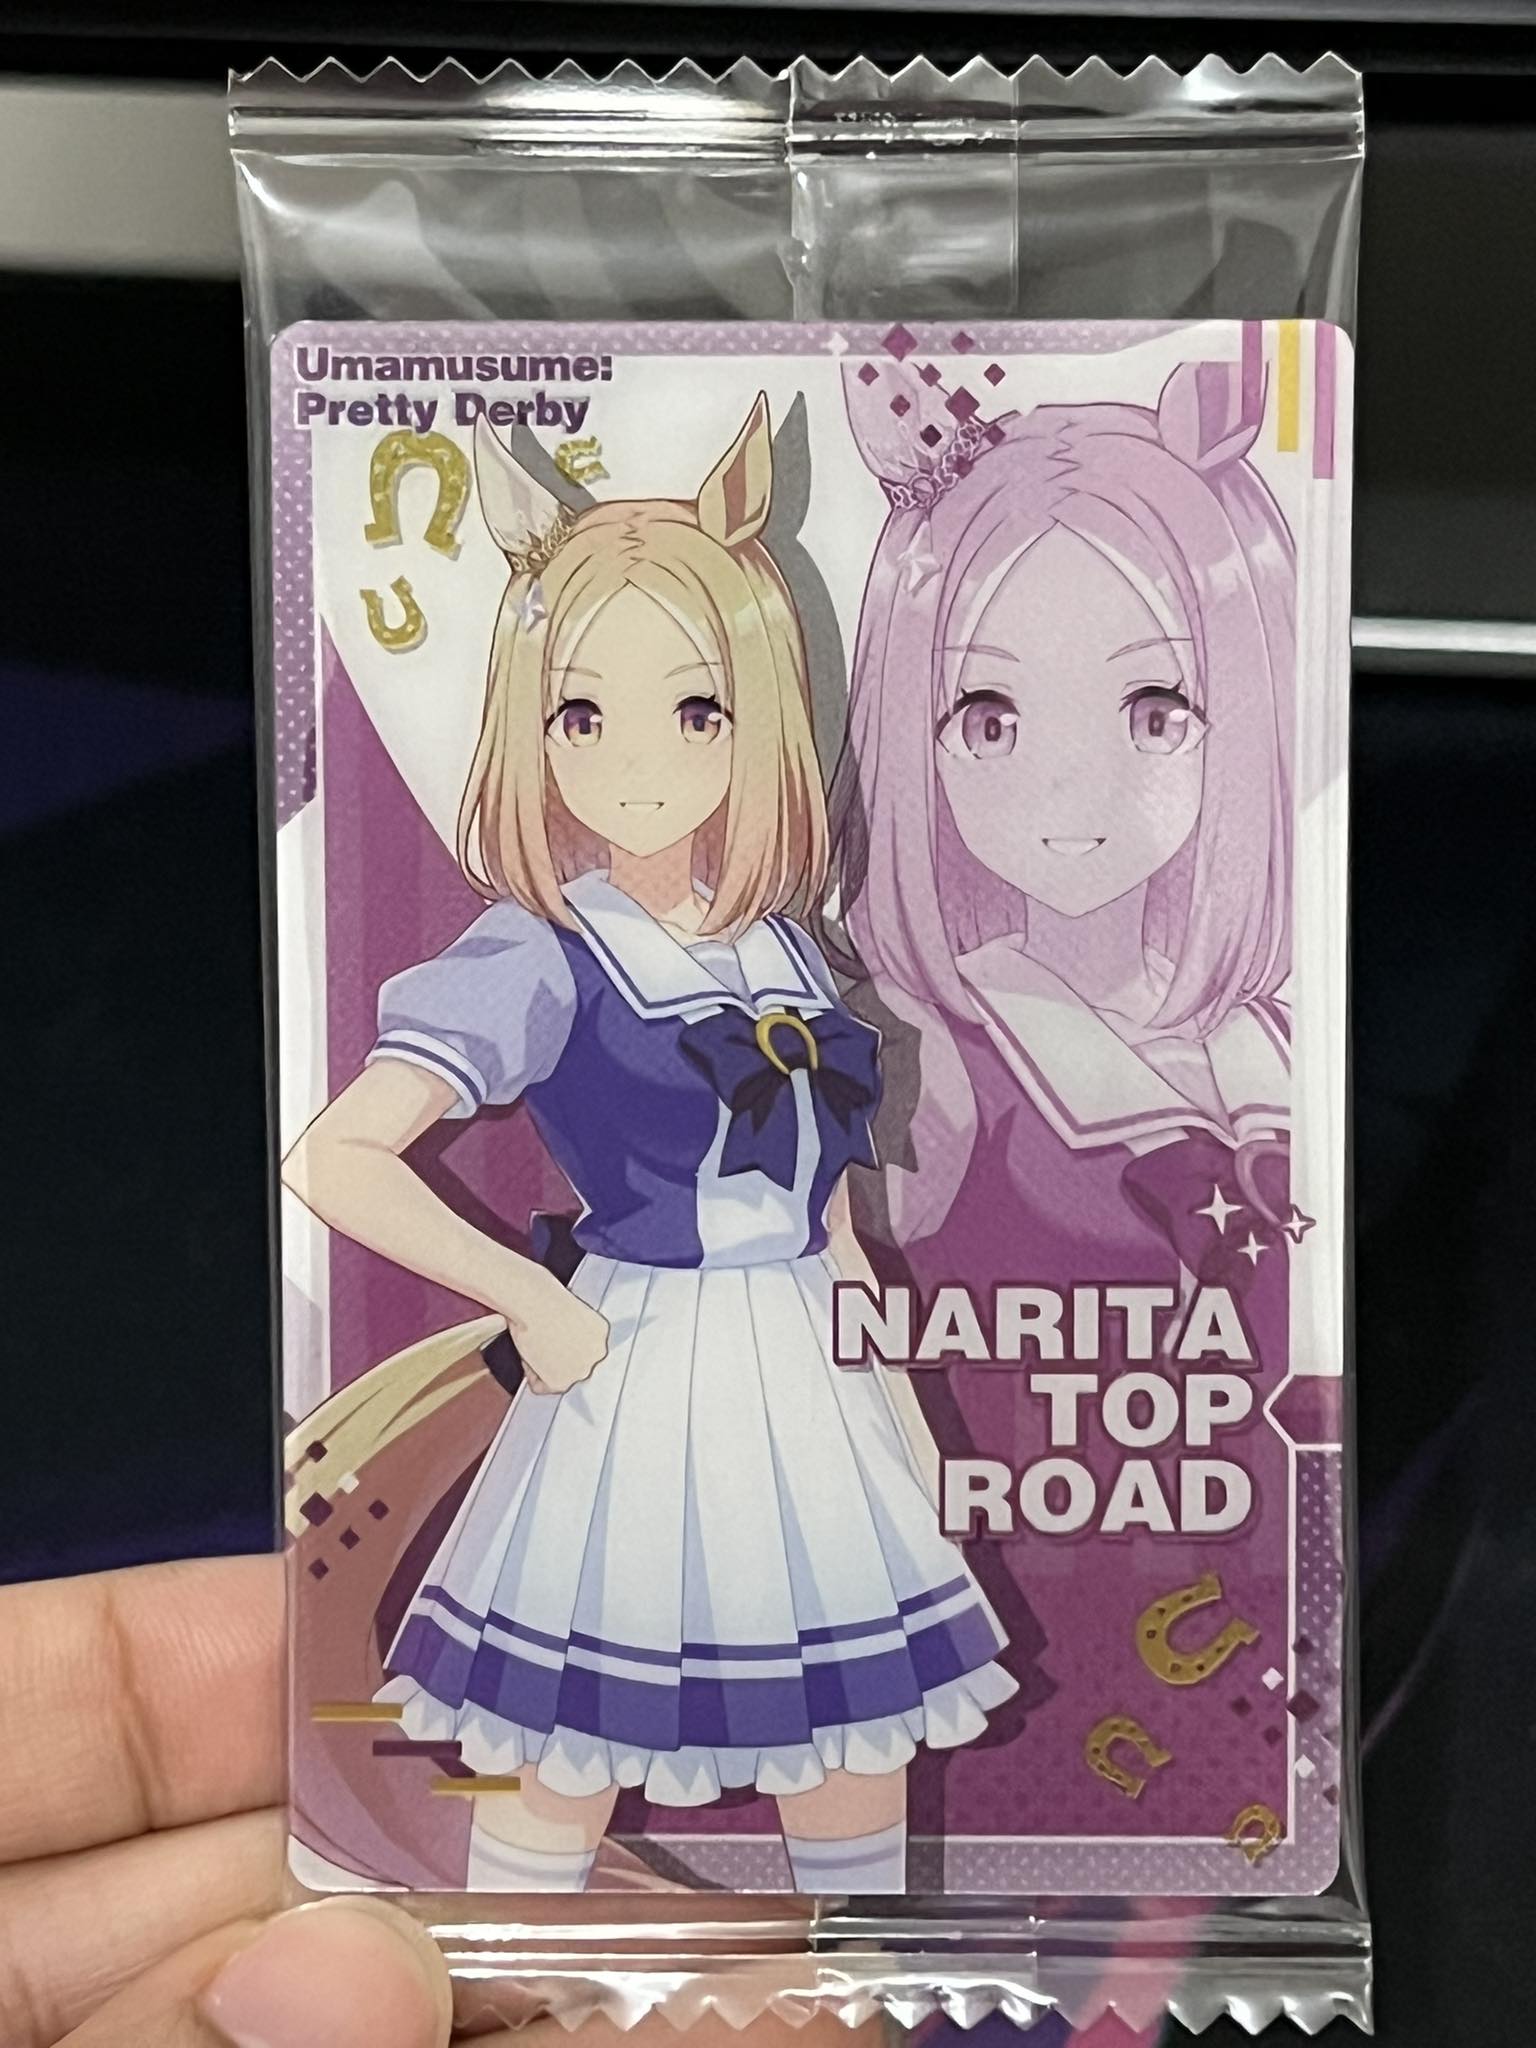 Umamusume:
Pretty Derby
NARITA
TOP
ROAD